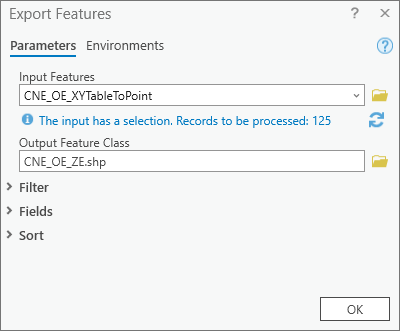 Export Features
? ×
Parameters Environments
?
Input Features
CNE_OE_XYTableToPoint
The input has a selection. Records to be processed: 125
Output Feature Class
CNE_OE_ZE.shp
Filter
Fields
Sort
OK